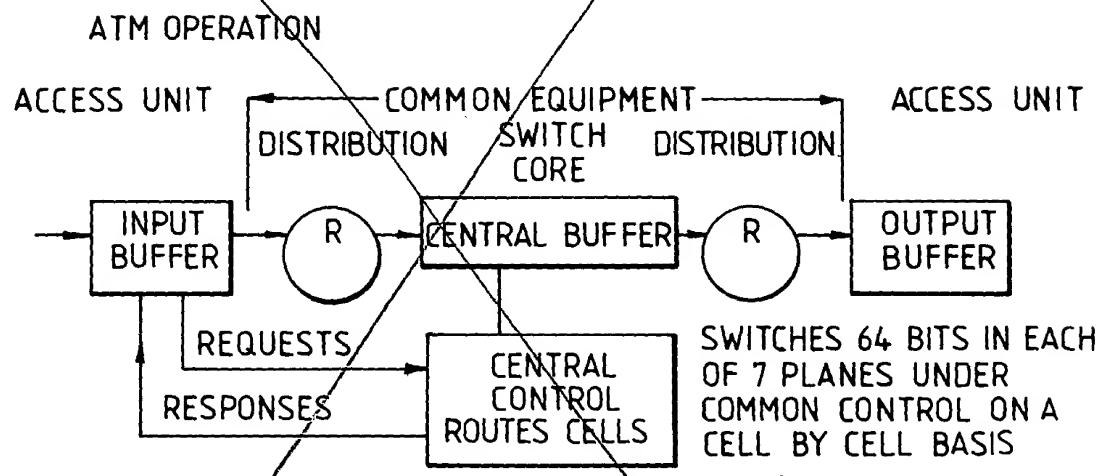 ATM OPERATION
ACCESS UNIT
COMMON EQUIPMENT
ACCESS UNIT
DISTRIBUTION
SWITCH
CORE
DISTRIBUTION
INPUT
BUFFER
R
CENTRAL BUFFER
R
OUTPUT
BUFFER
REQUESTS
RESPONSES
CENTRAL
CONTROL
ROUTES CELLS
SWITCHES 64 BITS IN EACH
OF 7 PLANES UNDER
COMMON CONTROL ON A
CELL BY CELL BASIS